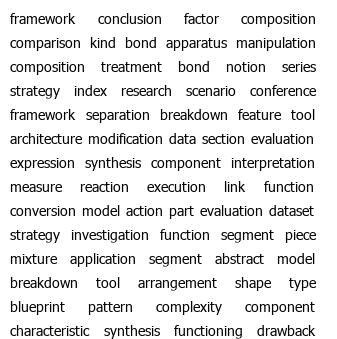 framework conclusion factor composition
comparison kind bond apparatus manipulation
composition treatment bond notion series
strategy index research scenario conference
framework separation breakdown feature tool
architecture modification data section evaluation
expression synthesis component interpretation
measure reaction execution link function
conversion model action part evaluation dataset
strategy investigation function segment piece
mixture application segment abstract model
breakdown tool arrangement shape type
blueprint pattern complexity component
characteristic synthesis functioning drawback